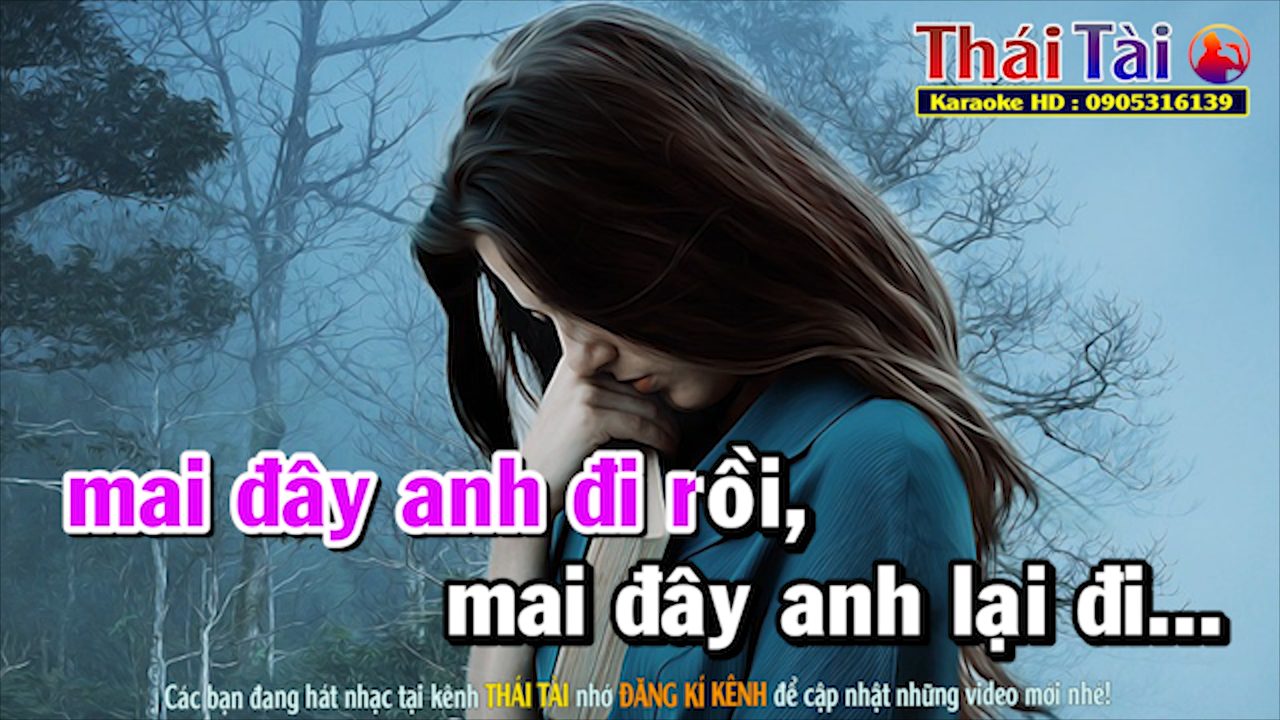 Thái Tài
Karaoke HD : 0905316139
mai đây anh đi rồi,
mai đây anh lại đi...
Các bạn đang hát nhạc tại kênh THÁI TÀI nhớ ĐĂNG KÍ KÊNH để cập nhật những video mới nhé!